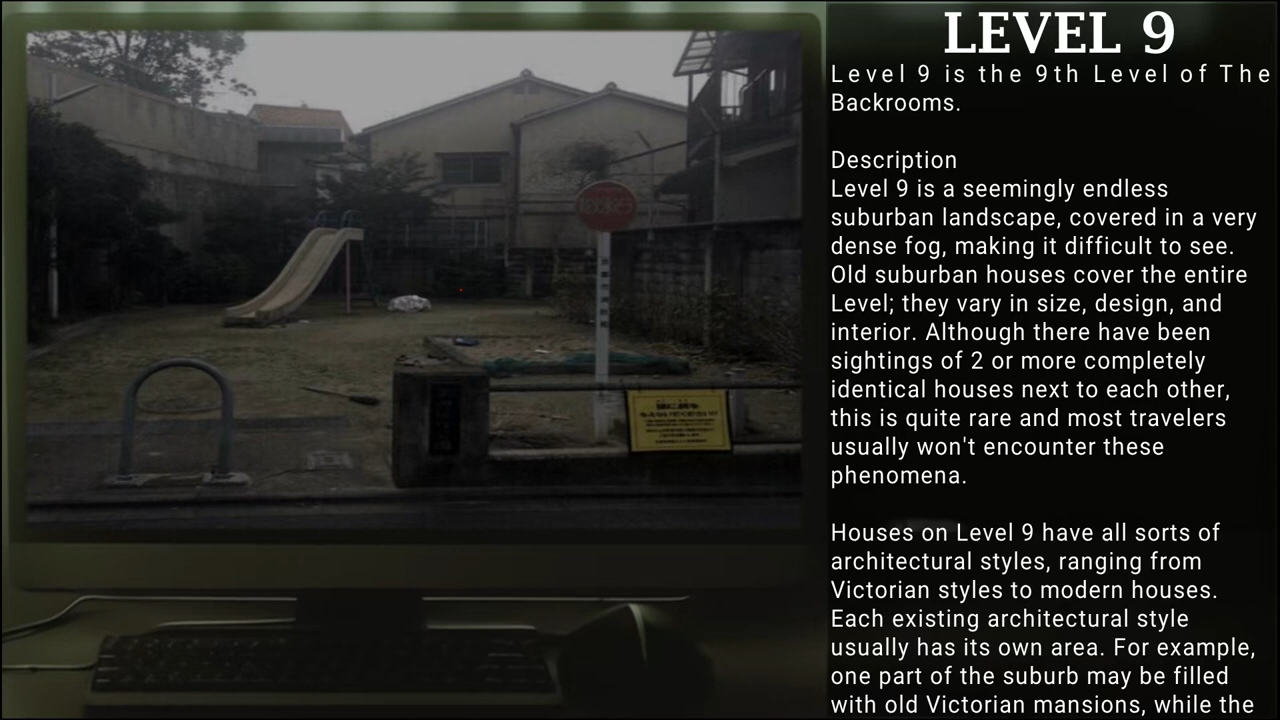 LEVEL 9
Level 9 is the 9th Level of The
Backrooms.
Description
Level 9 is a seemingly endless
suburban landscape, covered in a very
dense fog, making it difficult to see.
Old suburban houses cover the entire
Level; they vary in size, design, and
interior. Although there have been
sightings of 2 or more completely
identical houses next to each other,
this is quite rare and most travelers
usually won't encounter these
phenomena.
Houses on Level 9 have all sorts of
architectural styles, ranging from
Victorian styles to modern houses.
Each existing architectural style
usually has its own area. For example,
one part of the suburb may be filled
with old Victorian mansions, while the